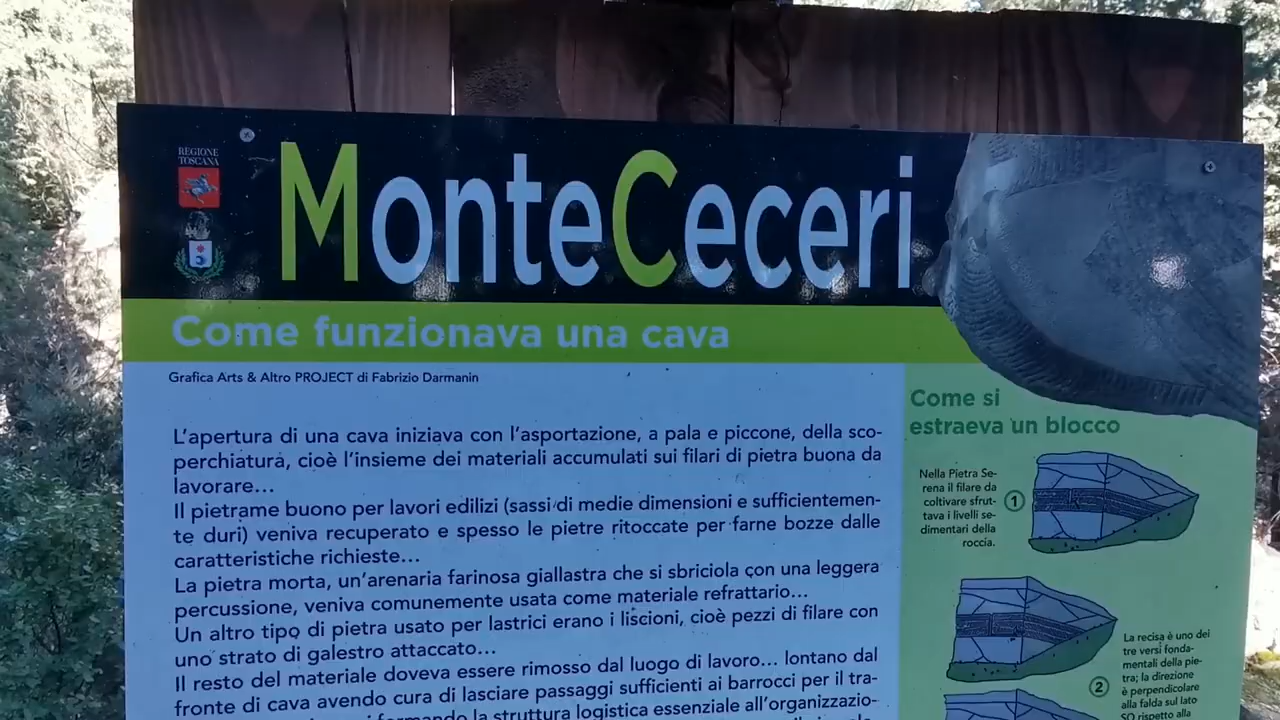 REGIONE
TOSCANA
MonteCeceri
Come funzionava una cava
Grafica Arts & Altro PROJECT di Fabrizio Darmanin
L'apertura di una cava iniziava con l'asportazione, a pala e piccone, della sco-
perchiatura, cioè l'insieme dei materiali accumulati sui filari di pietra buona da
lavorare...
Il pietrame buono per lavori edilizi (sassi di medie dimensioni e sufficientemen-
te duri) veniva recuperato e spesso le pietre ritoccate per farne bozze dalle
caratteristiche richieste...
La pietra morta, un'arenaria farinosa giallastra che si sbriciola con una leggera
percussione, veniva comunemente usata come materiale refrattario...
Un altro tipo di pietra usato per lastrici erano i liscioni, cioè pezzi di filare con
uno strato di galestro attaccato...
Il resto del materiale doveva essere rimosso dal luogo di lavoro... lontano dal
fronte di cava avendo cura di lasciare passaggi sufficienti ai barrocci per il tra-
formando la struttura logistica essenziale all'organizzazio-
Come si
estraeva un blocco
Nella Pietra Se-
rena il filare da
coltivare sfrut-
tava i livelli se-
dimentari della
roccia.
1
La recisa è uno dei
tre versi fonda-
mentali della pie-
tra; la direzione
è perpendicolare
alla falda sul lato
SO rispetto alla
2